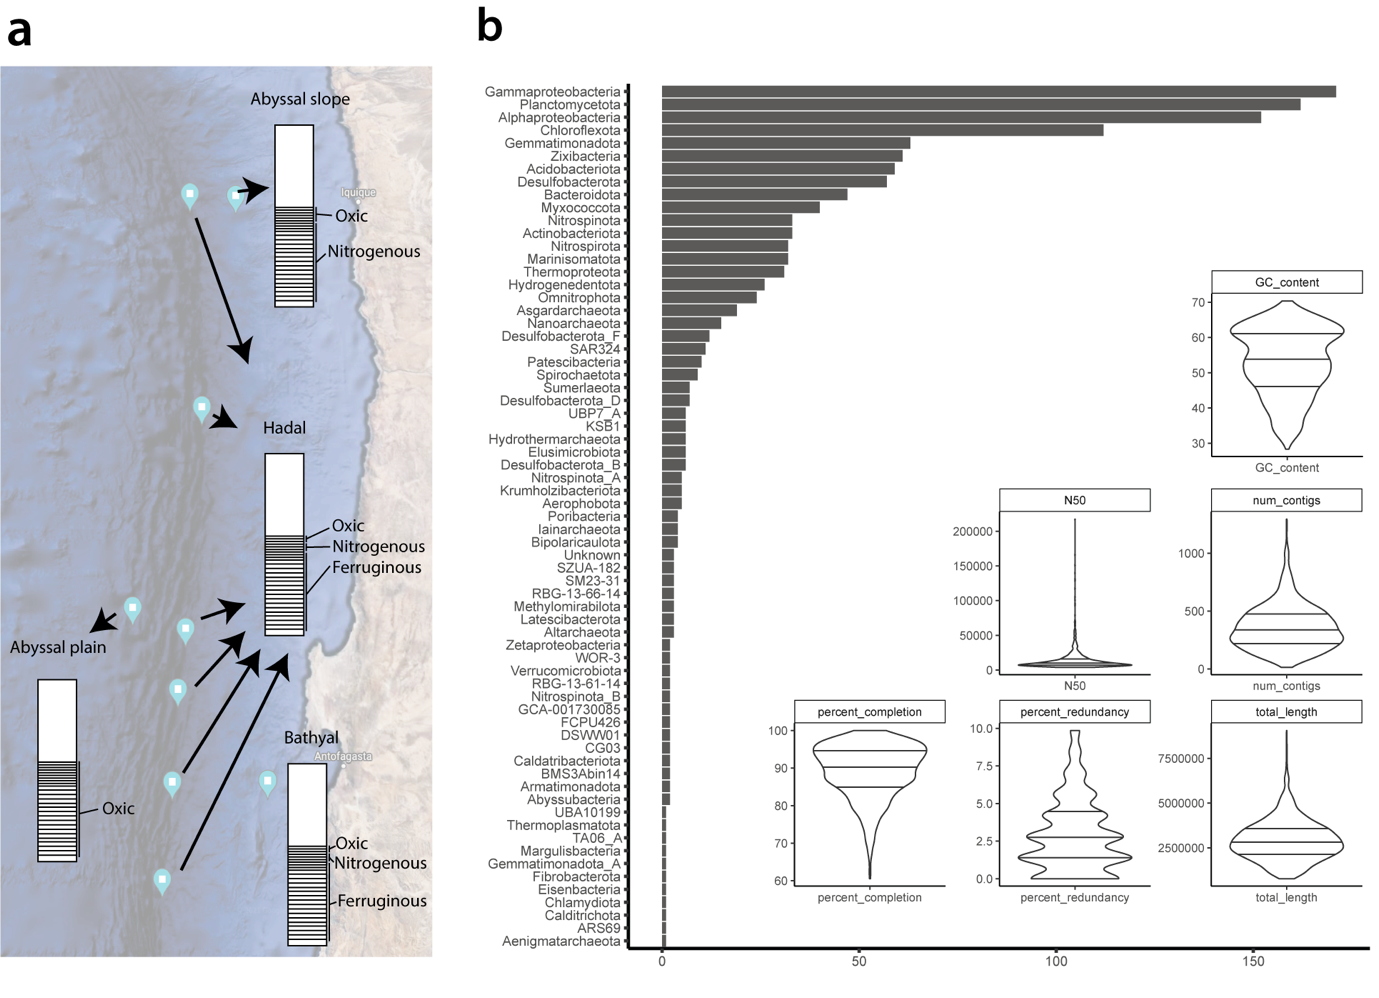 a
Abyssal slope
Iquique
Oxic
Nitrogenous
Hadal
Oxic
Nitrogenous
Ferruginous
Abyssal plain
Oxic
Bathyal
Antofagasta
Oxic
Nitrogenous
Ferruginous
b
Gammaproteobacteria
Planctomycetota
Alphaproteobacteria
Chloroflexota
Gemmatimonadota
Zixibacteria
Acidobacteriota
Desulfobacterota
Bacteroidota
Myxococcota
Nitrospinota
Actinobacteriota
Nitrospirota
Marinisomatota
Thermoproteota
Hydrogenedentota
Omnitrophota
Asgardarchaeota
Nanoarchaeota
Desulfobacterota_F
SAR324
Patescibacteria
Spirochaetota
Sumerlaeota
Desulfobacterota_D
UBP7_A
KSB1
Hydrothermarchaeota
Elusimicrobiota
Desulfobacterota_B
Nitrospinota_A
Krumholzibacteriota
Aerophobota
Poribacteria
Iainarchaeota
Bipolaricaulota
Unknown
SZUA-182
SM23-31
RBG-13-66-14
Methylomirabilota
Latescibacterota
Altarchaeota
Zetaproteobacteria
WOR-3
Verrucomicrobiota
RBG-13-61-14
Nitrospinota_B
GCA-001730085
FCPU426
DSWW01
CG03
Caldatribacteriota
BMS3Abin14
Armatimonadota
Abyssubacteria
UBA10199
Thermoplasmatota
TA06_A
Margulisbacteria
Gemmatimonadota_A
Fibrobacterota
Eisenbacteria
Chlamydiota
Calditrichota
ARS69
Aenigmatarchaeota
0 50 100 150
GC_content
70
60
50
40
30
GC_content
N50
200000
150000
100000
50000
0
N50
num_contigs
1000
500
0
num_contigs
percent_completion
100
90
80
70
60
percent_completion
percent_redundancy
10.0
7.5
5.0
2.5
0.0
percent_redundancy
total_length
7500000
5000000
2500000
total_length